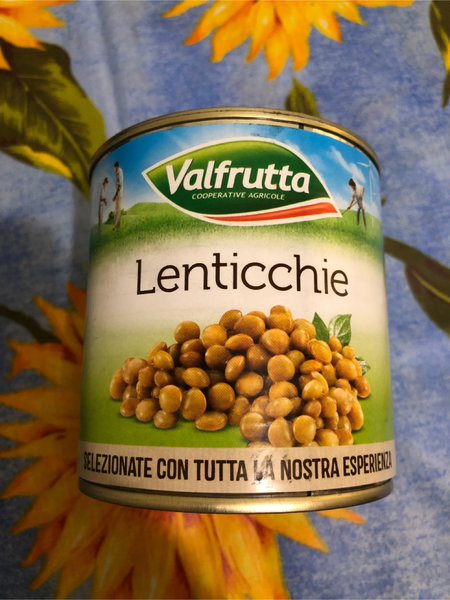 Valfrutta
COOPERATIVE AGRICOLE
Lenticchie
SELEZIONATE CON TUTTA LA NOSTRA ESPERIENZA